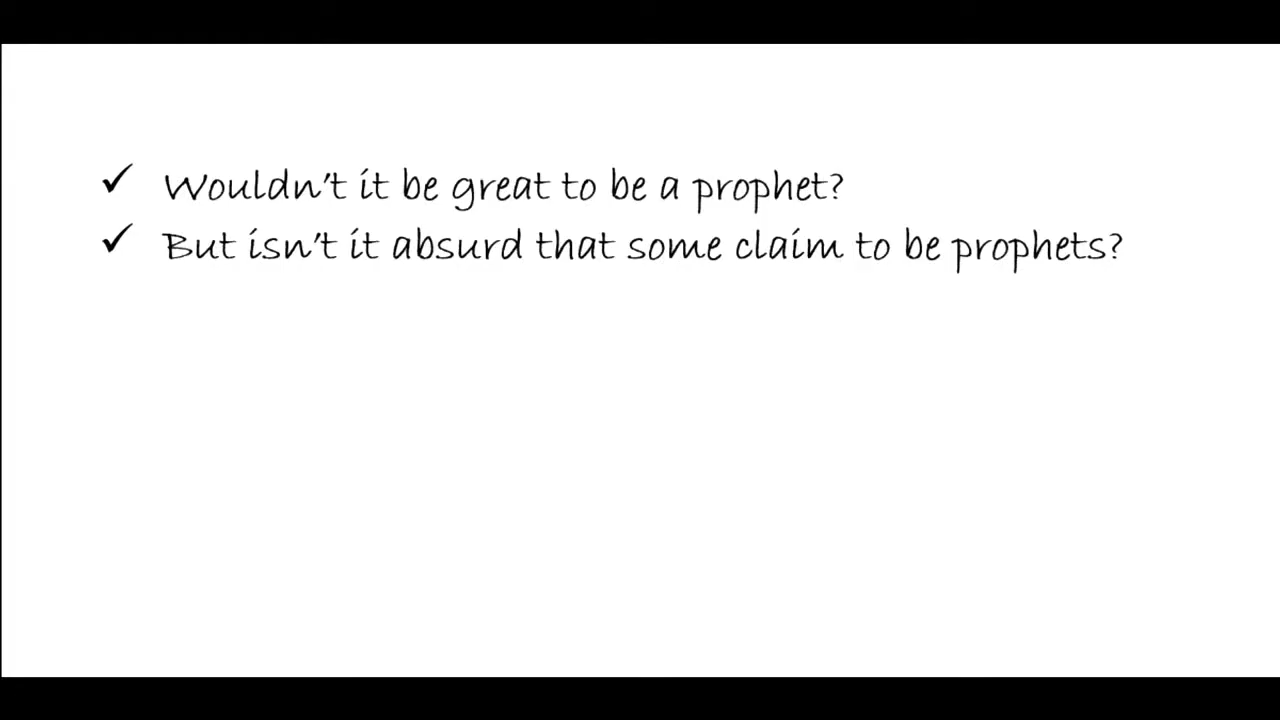 ✓ Wouldn't it be great to be a prophet?
✓ But isn't it absurd that some claim to be prophets?